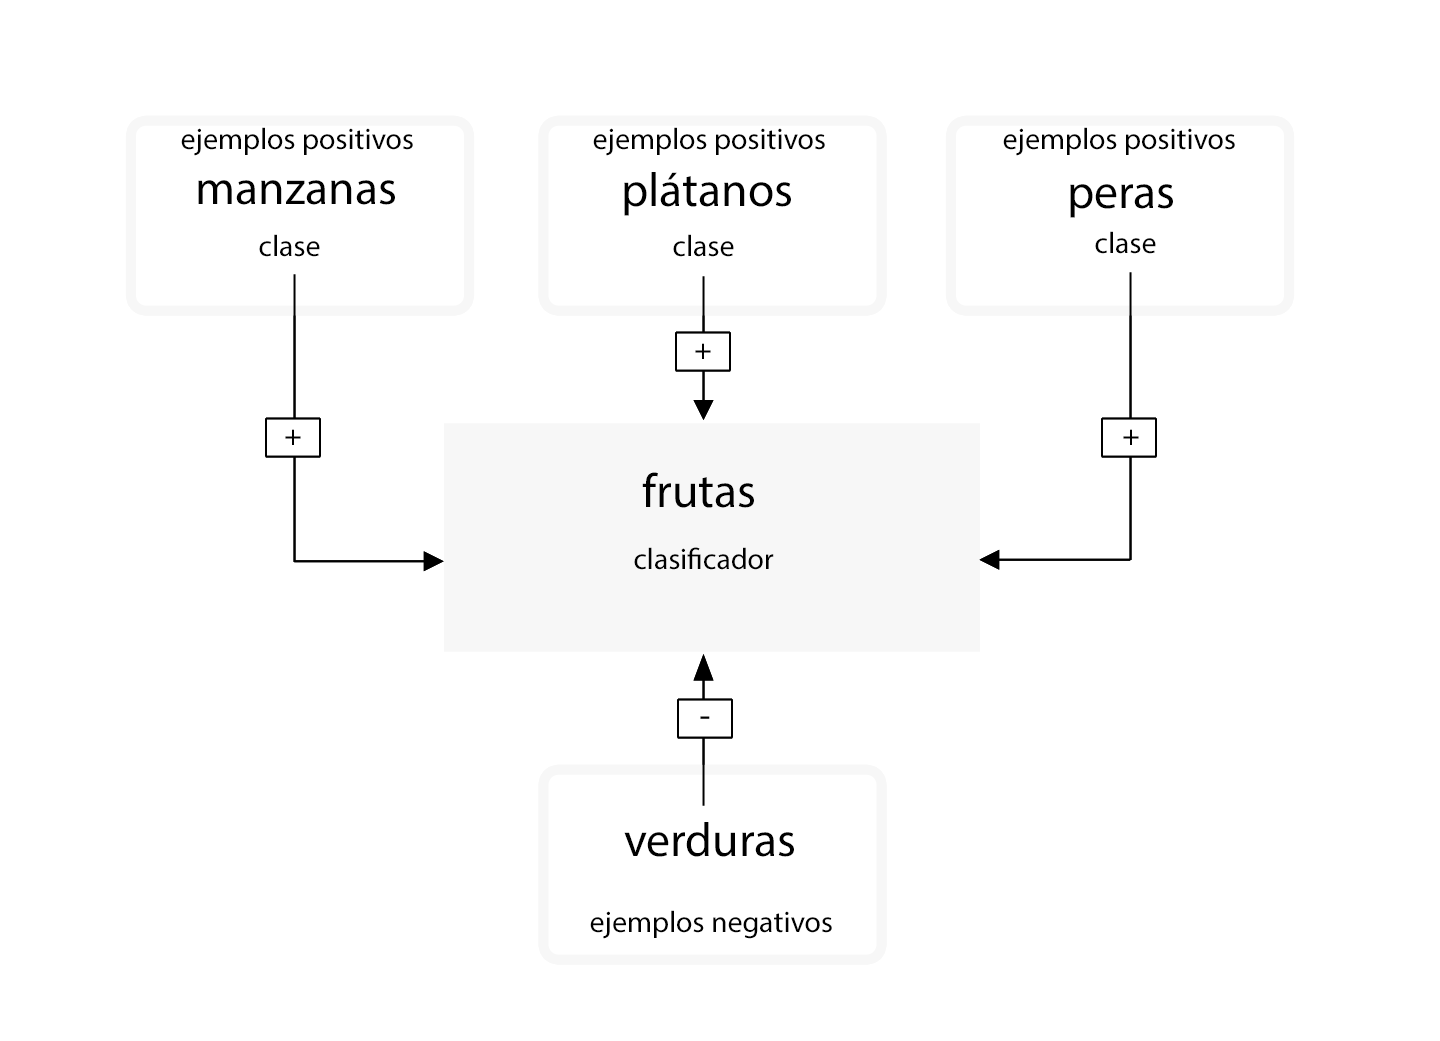 ejemplos positivos
manzanas
clase
ejemplos positivos
plátanos
clase
ejemplos positivos
peras
clase
+
+
+
frutas
clasificador
-
verduras
ejemplos negativos